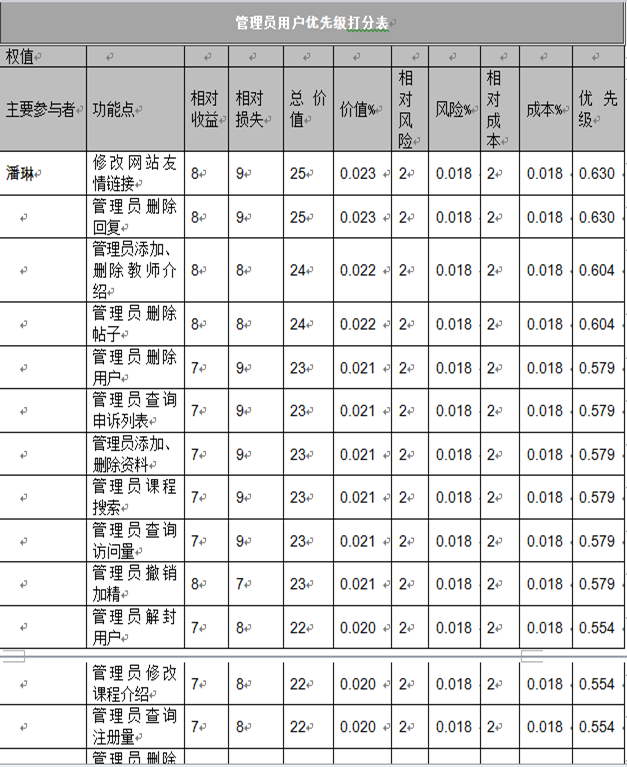 管理员用户优先级打分表
权值
主要参与者 功能点 相对收益 相对损失 总价值 价值% 相对风险 风险% 相对成本 成本% 优先级
潘琳 修改网站友情链接 8 9 25 0.023 2 0.018 2 0.018 0.630
管理员删除回复 8 9 25 0.023 2 0.018 2 0.018 0.630
管理员添加、删除教师介绍 8 8 24 0.022 2 0.018 2 0.018 0.604
管理员删除帖子 8 8 24 0.022 2 0.018 2 0.018 0.604
管理员删除用户 7 9 23 0.021 2 0.018 2 0.018 0.579
管理员查询申诉列表 7 9 23 0.021 2 0.018 2 0.018 0.579
管理员添加、删除资料 7 9 23 0.021 2 0.018 2 0.018 0.579
管理员课程搜索 7 9 23 0.021 2 0.018 2 0.018 0.579
管理员查询访问量 7 9 23 0.021 2 0.018 2 0.018 0.579
管理员撤销加精 8 7 23 0.021 2 0.018 2 0.018 0.579
管理员解封用户 7 8 22 0.020 2 0.018 2 0.018 0.554
管理员修改课程介绍 7 8 22 0.020 2 0.018 2 0.018 0.554
管理员查询注册量 7 8 22 0.020 2 0.018 2 0.018 0.554
管理员删除